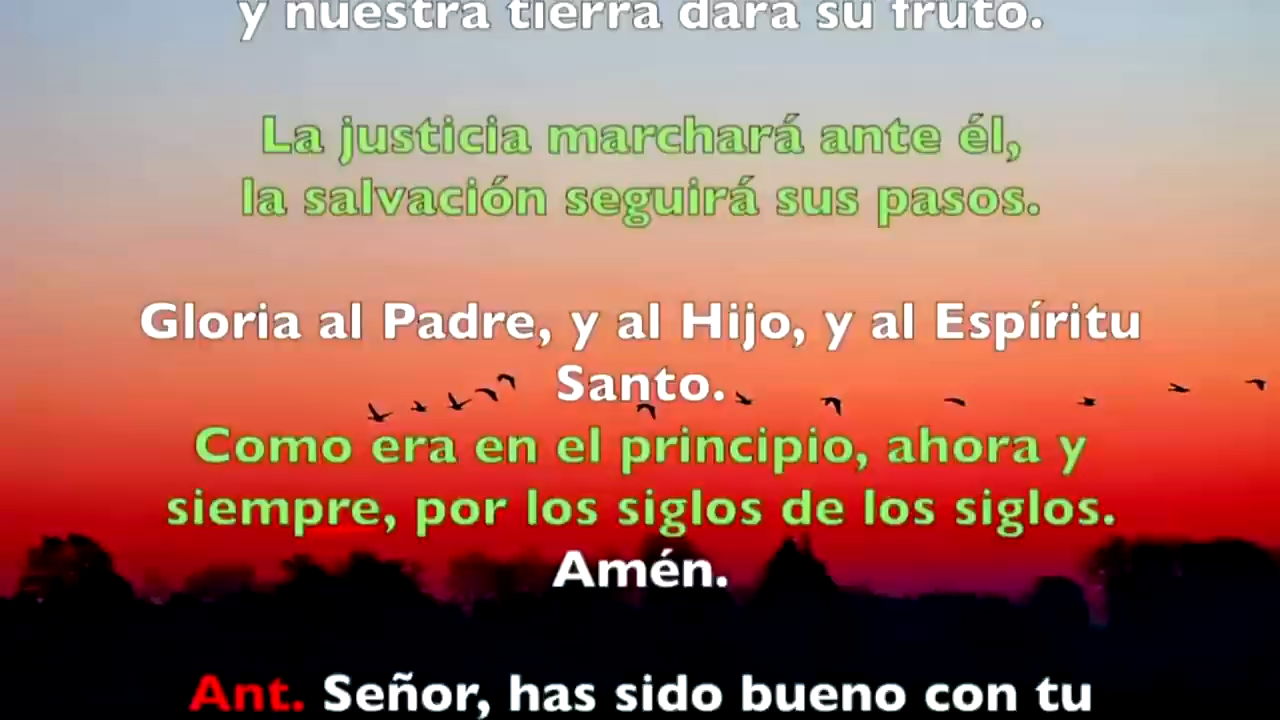 y nuestra tierra dará su fruto.
La justicia marchará ante él,
la salvación seguirá sus pasos.
Gloria al Padre, y al Hijo, y al Espíritu
Santo.
Como era en el principio, ahora y
siempre, por los siglos de los siglos.
Amén.
Ant. Señor, has sido bueno con tu